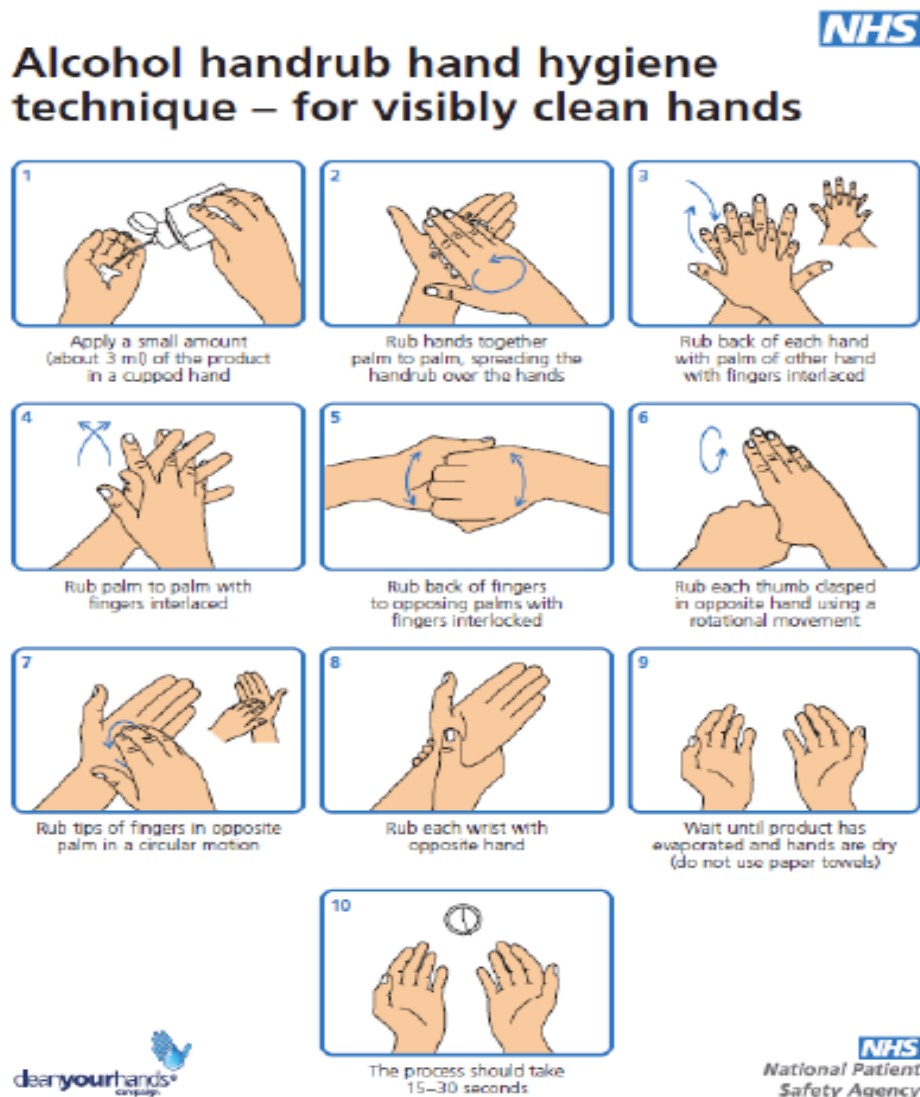 NHS
Alcohol handrub hand hygiene
technique – for visibly clean hands
1
Apply a small amount
(about 3 ml) of the product
in a cupped hand
2
Rub hands together
palm to palm, spreading the
handrub over the hands
3
Rub back of each hand
with palm of other hand
with fingers interlaced
4
Rub palm to palm with
fingers interlaced
5
Rub back of fingers
to opposing palms with
fingers interlocked
6
Rub each thumb clasped
in opposite hand using a
rotational movement
7
Rub tips of fingers in opposite
palm in a circular motion
8
Rub each wrist with
opposite hand
9
Wait until product has
evaporated and hands are dry
(do not use paper towels)
10
The process should take
15–30 seconds
cleanyourhands®
campaign
NHS
National Patient
Safety Agency